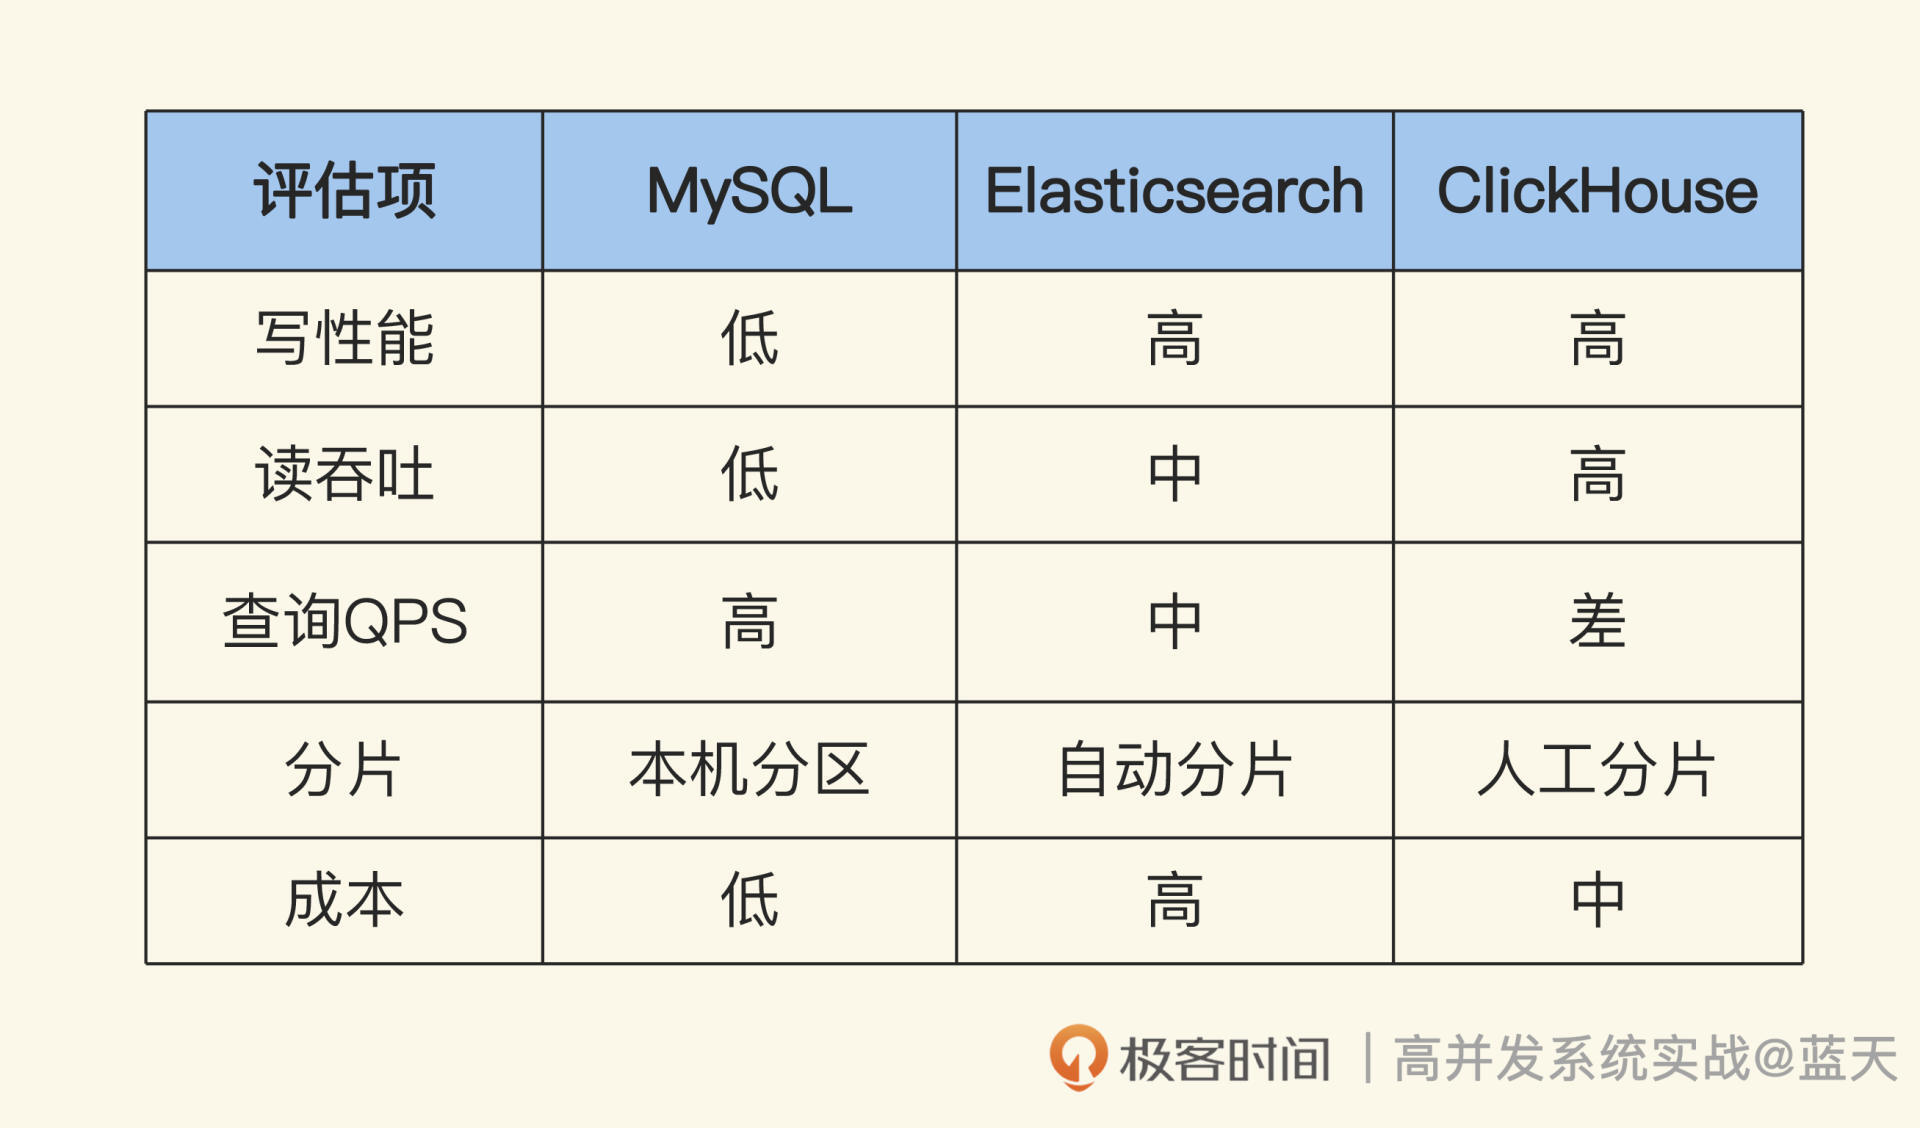 评估项 MySQL Elasticsearch ClickHouse
写性能 低 高 高
读吞吐 低 中 高
查询QPS 高 中 差
分片 本机分区 自动分片 人工分片
成本 低 高 中
极客时间 | 高并发系统实战@蓝天